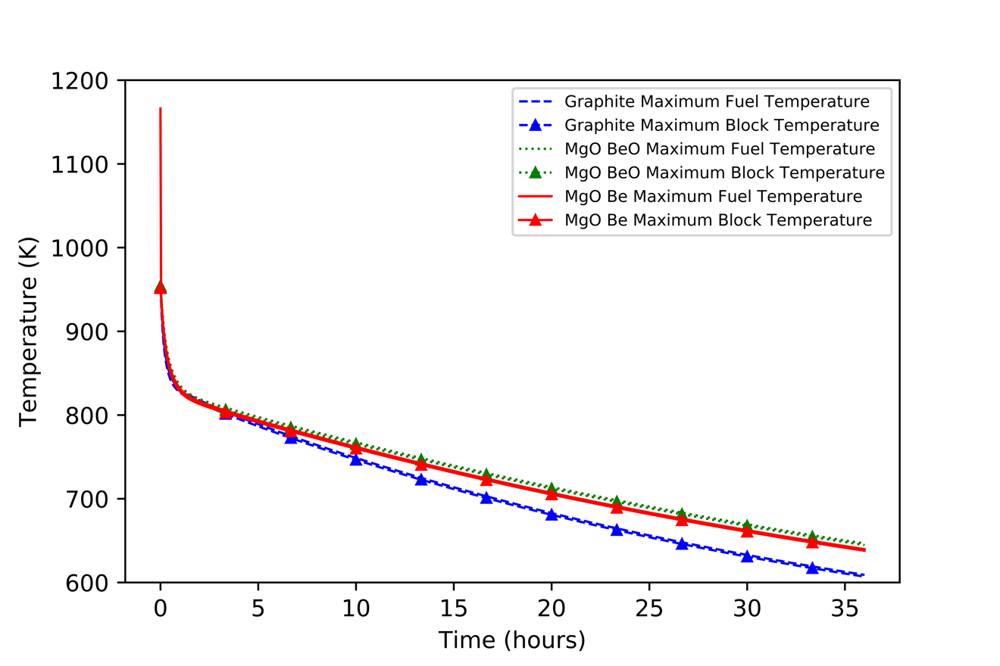 1200
1100
1000
900
800
700
600
Temperature (K)
Graphite Maximum Fuel Temperature
Graphite Maximum Block Temperature
MgO BeO Maximum Fuel Temperature
MgO BeO Maximum Block Temperature
MgO Be Maximum Fuel Temperature
MgO Be Maximum Block Temperature
0 5 10 15 20 25 30 35
Time (hours)